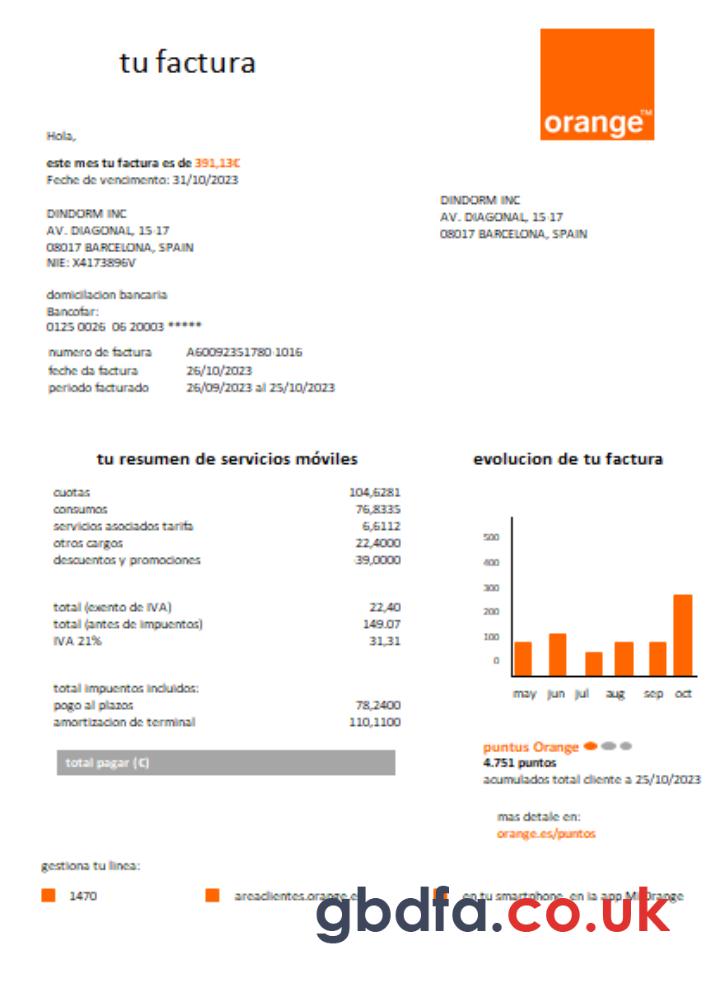 tu factura
orange™
Hola,
este mes tu factura es de 391,13€
Feche de vencimento: 31/10/2023
DINDORM INC
AV. DIAGONAL, 15-17
08017 BARCELONA, SPAIN
NIE: X4173896V
DINDORM INC
AV. DIAGONAL, 15-17
08017 BARCELONA, SPAIN
domicilacion bancaria
Bancofar:
0125 0026 06 20003 *****
numero de factura A60092351780-1016
feche da factura 26/10/2023
periodo facturado 26/09/2023 al 25/10/2023
tu resumen de servicios móviles
cuotas 104,6281
consumos 76,8335
servicios asociados tarifa 6,6112
otros cargos 22,4000
descuentos y promociones -39,0000
total (exento de IVA) 22,40
total (antes de impuentos) 149.07
IVA 21% 31,31
total impuentos incluidos:
pogo al plazos 78,2400
amortizacion de terminal 110,1100
total pagar (€)
evolucion de tu factura
500
400
300
200
100
0
may jun jul aug sep oct
puntus Orange
4.751 puntos
acumulados total cliente a 25/10/2023
mas detale en:
orange.es/puntos
gestiona tu linea:
1470 areaclientes.orange.es en tu smartphone, en la app Mi Orange
gbdfa.co.uk